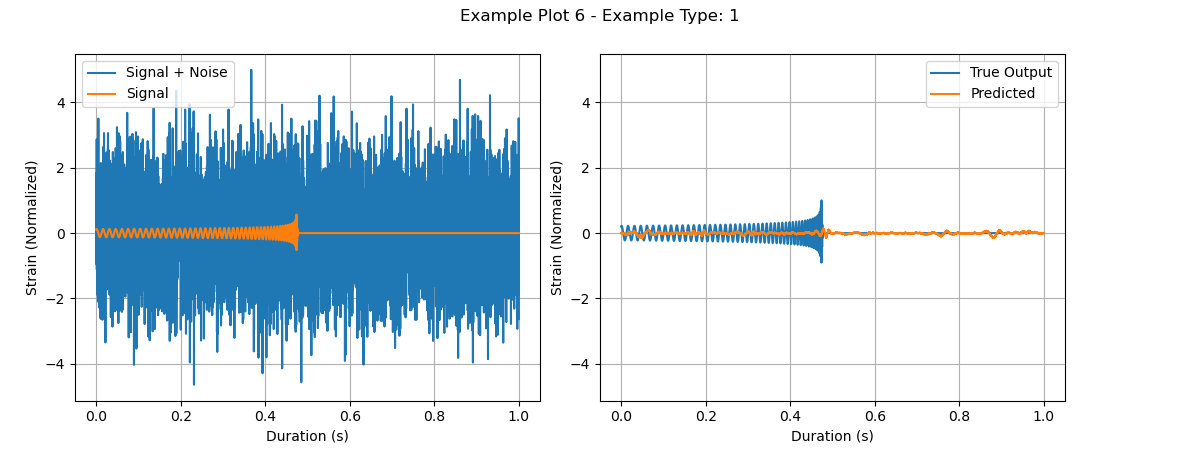 Example Plot 6 - Example Type: 1
Signal + Noise
Signal
Strain (Normalized)
4
2
0
−2
−4
0.0 0.2 0.4 0.6 0.8 1.0
Duration (s)
True Output
Predicted
Strain (Normalized)
4
2
0
−2
−4
0.0 0.2 0.4 0.6 0.8 1.0
Duration (s)